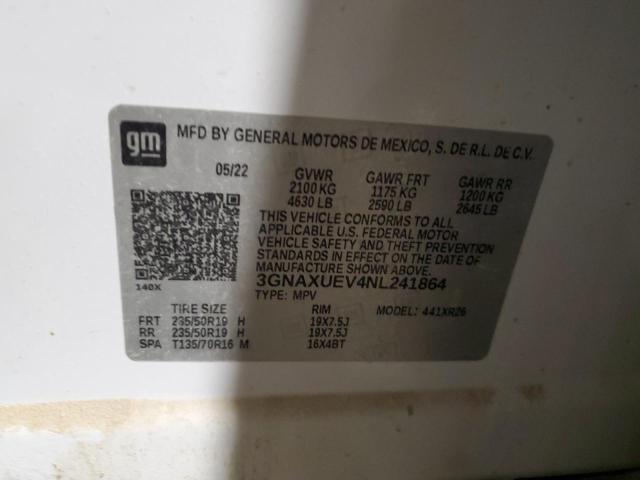 gm
MFD BY GENERAL MOTORS DE MEXICO, S. DE R.L. DE C.V.
05/22 GVWR GAWR FRT GAWR RR
2100 KG 1175 KG 1200 KG
4630 LB 2590 LB 2645 LB
THIS VEHICLE CONFORMS TO ALL
APPLICABLE U.S. FEDERAL MOTOR
VEHICLE SAFETY AND THEFT PREVENTION
STANDARDS IN EFFECT ON THE DATE OF
MANUFACTURE SHOWN ABOVE.
140X
3GNAXUEV4NL241864
TYPE: MPV
TIRE SIZE RIM MODEL: 441XR26
FRT 235/50R19 H 19X7.5J
RR 235/50R19 H 19X7.5J
SPA T135/70R16 M 16X4BT